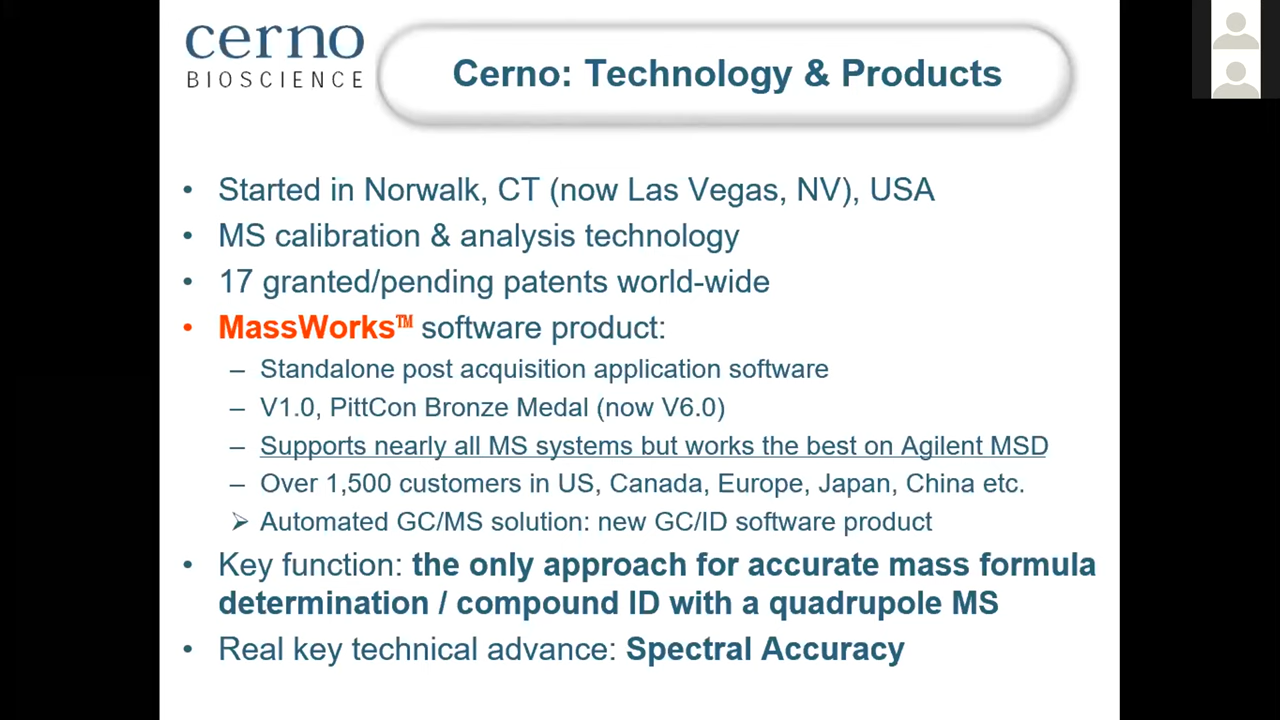 cerno
BIOSCIENCE
Cerno: Technology & Products
• Started in Norwalk, CT (now Las Vegas, NV), USA
• MS calibration & analysis technology
• 17 granted/pending patents world-wide
• MassWorks™ software product:
– Standalone post acquisition application software
– V1.0, PittCon Bronze Medal (now V6.0)
– Supports nearly all MS systems but works the best on Agilent MSD
– Over 1,500 customers in US, Canada, Europe, Japan, China etc.
➢ Automated GC/MS solution: new GC/ID software product
• Key function: the only approach for accurate mass formula
determination / compound ID with a quadrupole MS
• Real key technical advance: Spectral Accuracy